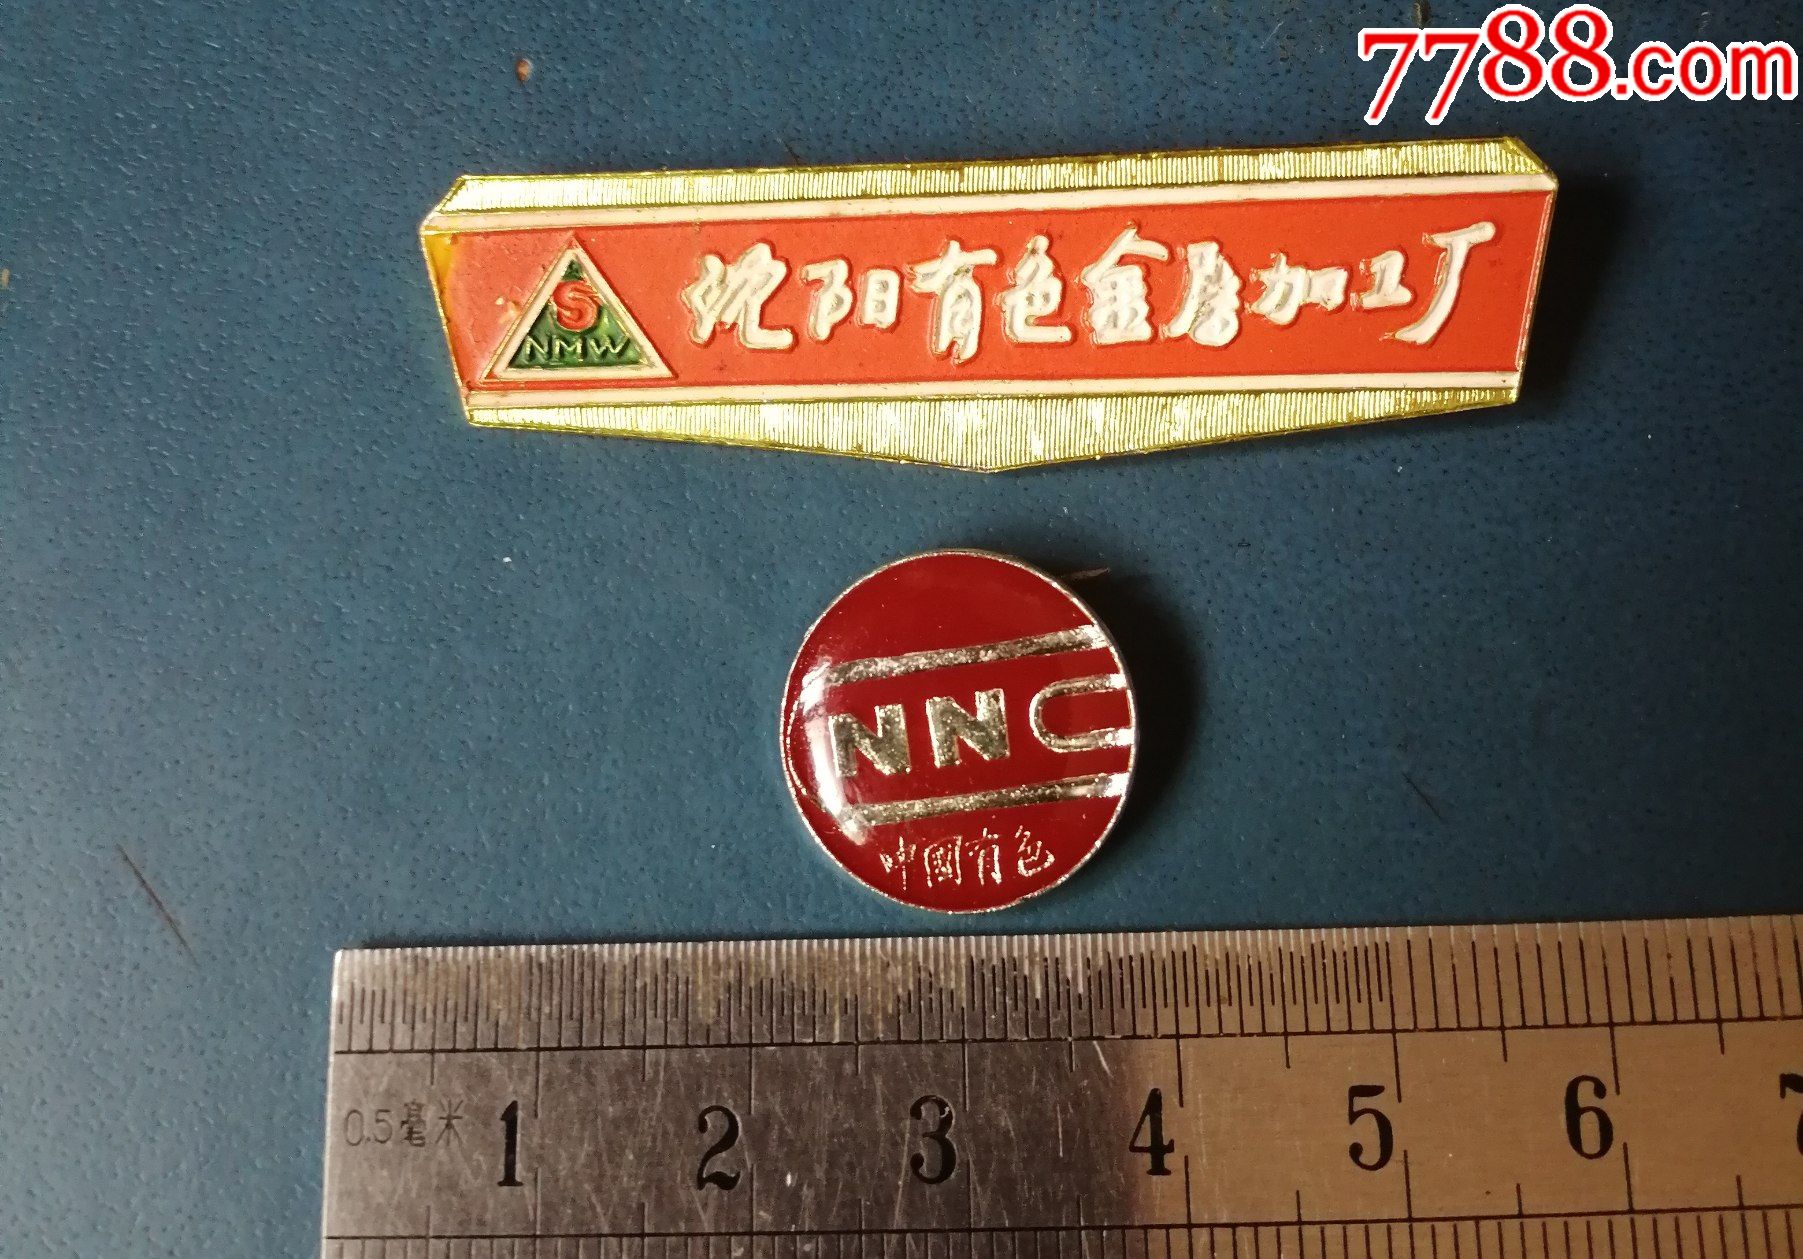 7788.com
S
NMW
沈阳有色金属加工厂
NNC
中國有色
0.5毫米
1 2 3 4 5 6 7